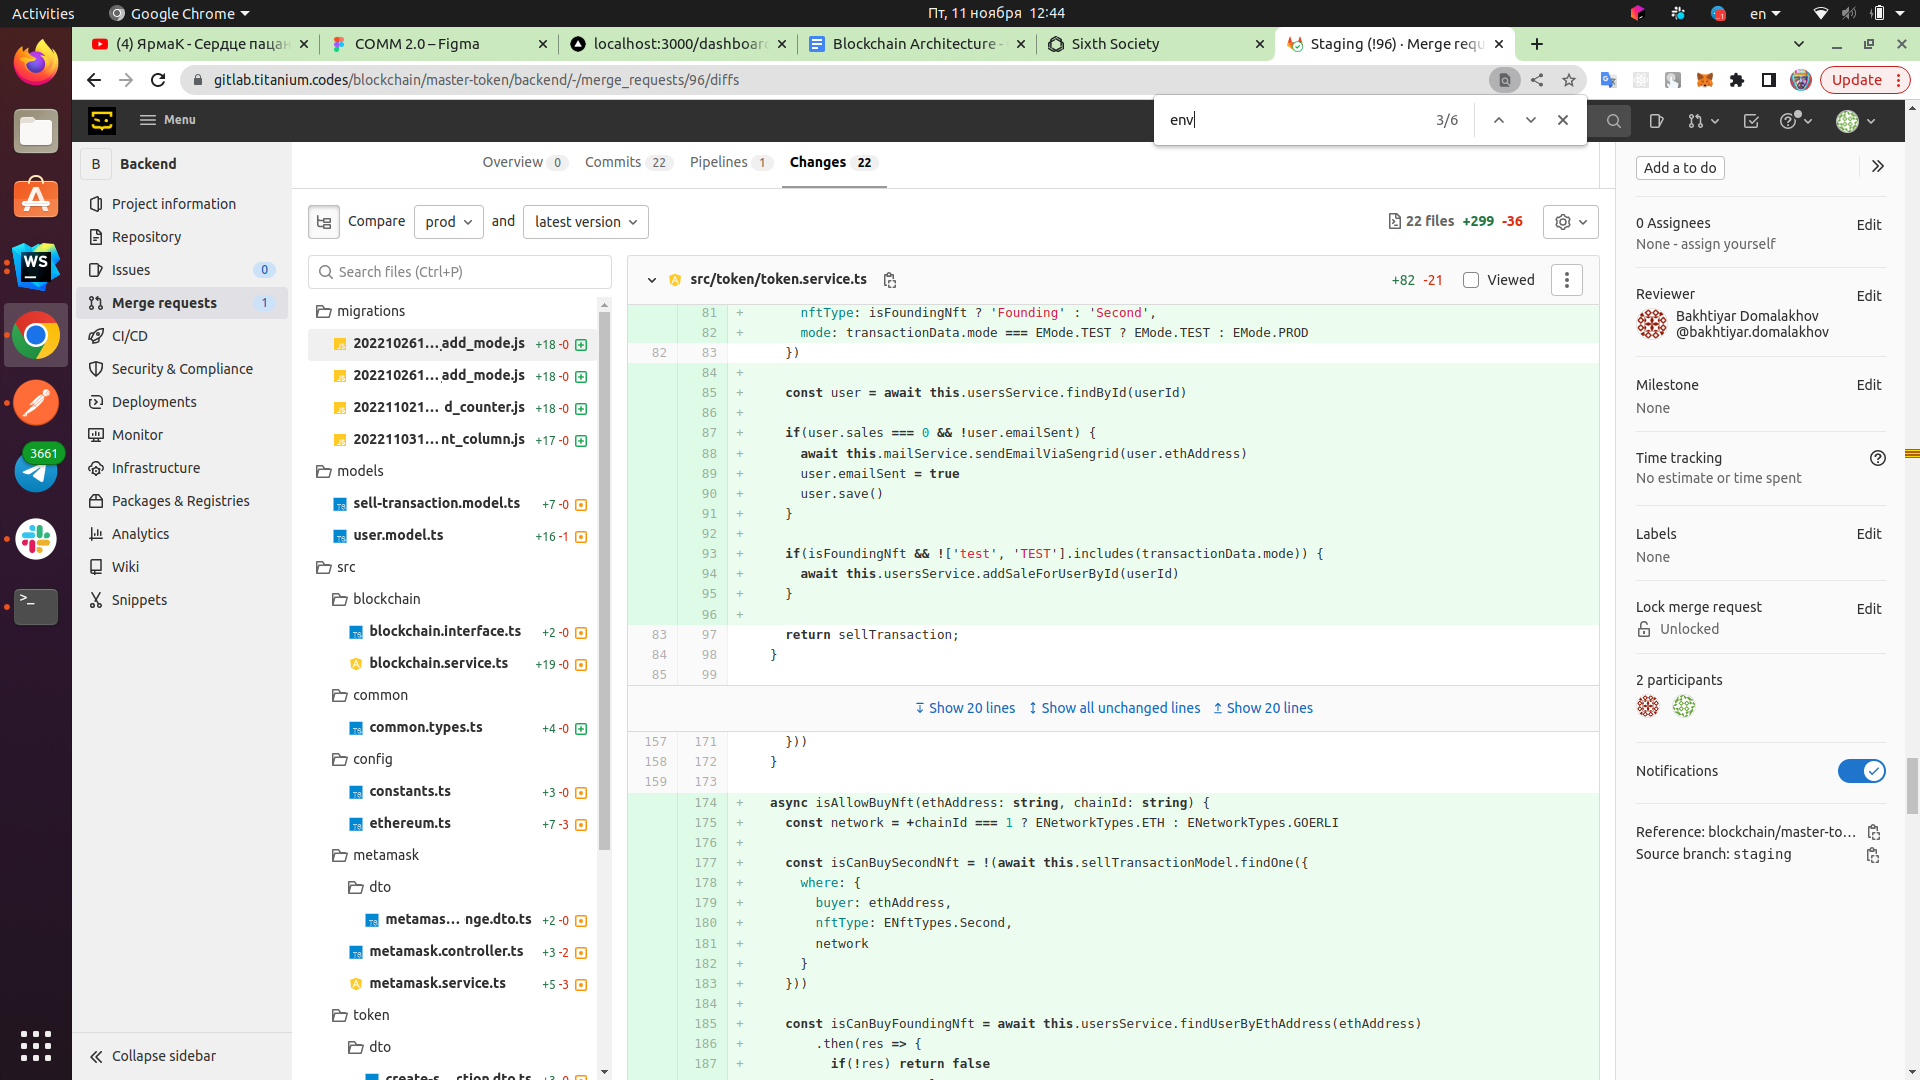 Activities
Google Chrome
Пт, 11 ноября 12:44
en
(4) ЯрмаК - Сердце пацан
COMM 2.0 – Figma
localhost:3000/dashboard
Blockchain Architecture -
Sixth Society
Staging (!96) · Merge requ
gitlab.titanium.codes/blockchain/master-token/backend/-/merge_requests/96/diffs
Update
Menu
env
3/6
B
Backend
Project information
Repository
Issues
0
Merge requests
1
CI/CD
Security & Compliance
Deployments
Monitor
Infrastructure
Packages & Registries
Analytics
Wiki
Snippets
Collapse sidebar
WS
3661
Overview 0
Commits 22
Pipelines 1
Changes 22
Compare
prod
and
latest version
22 files +299 -36
Search files (Ctrl+P)
migrations
202210261…_add_mode.js +18 -0
202210261…_add_mode.js +18 -0
202211021… d_counter.js +18 -0
202211031…nt_column.js +17 -0
models
sell-transaction.model.ts +7 -0
user.model.ts +16 -1
src
blockchain
blockchain.interface.ts +2 -0
blockchain.service.ts +19 -0
common
common.types.ts +4 -0
config
constants.ts +3 -0
ethereum.ts +7 -3
metamask
dto
metamas… nge.dto.ts +2 -0
metamask.controller.ts +3 -2
metamask.service.ts +5 -3
token
dto
create-s…ction.dto.ts +3 -0
src/token/token.service.ts
+82 -21
Viewed
81 + nftType: isFoundingNft ? 'Founding' : 'Second',
82 + mode: transactionData.mode === EMode.TEST ? EMode.TEST : EMode.PROD
82 83 })
84 +
85 + const user = await this.usersService.findById(userId)
86 +
87 + if(user.sales === 0 && !user.emailSent) {
88 + await this.mailService.sendEmailViaSengrid(user.ethAddress)
89 + user.emailSent = true
90 + user.save()
91 + }
92 +
93 + if(isFoundingNft && !['test', 'TEST'].includes(transactionData.mode)) {
94 + await this.usersService.addSaleForUserById(userId)
95 + }
96 +
83 97 return sellTransaction;
84 98 }
85 99
Show 20 lines Show all unchanged lines Show 20 lines
157 171 }))
158 172 }
159 173
174 + async isAllowBuyNft(ethAddress: string, chainId: string) {
175 + const network = +chainId === 1 ? ENetworkTypes.ETH : ENetworkTypes.GOERLI
176 +
177 + const isCanBuySecondNft = !(await this.sellTransactionModel.findOne({
178 + where: {
179 + buyer: ethAddress,
180 + nftType: ENftTypes.Second,
181 + network
182 + }
183 + }))
184 +
185 + const isCanBuyFoundingNft = await this.usersService.findUserByEthAddress(ethAddress)
186 + .then(res => {
187 + if(!res) return false
Add a to do
0 Assignees
Edit
None - assign yourself
Reviewer
Edit
Bakhtiyar Domalakhov
@bakhtiyar.domalakhov
Milestone
Edit
None
Time tracking
No estimate or time spent
Labels
Edit
None
Lock merge request
Edit
Unlocked
2 participants
Notifications
Reference: blockchain/master-to…
Source branch: staging